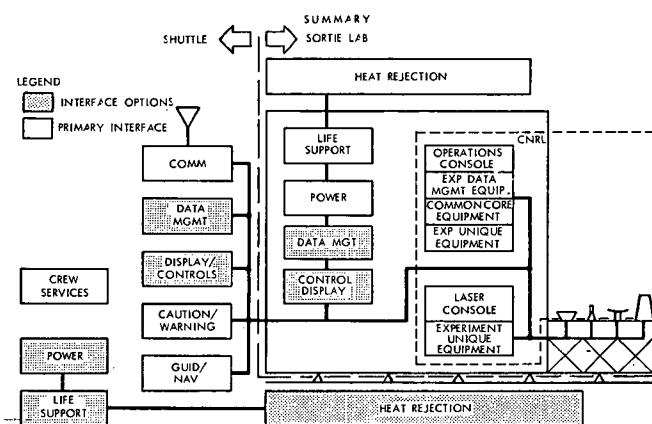 SUMMARY
SHUTTLE
SORTIE LAB
LEGEND
INTERFACE OPTIONS
PRIMARY INTERFACE
HEAT REJECTION
COMM
DATA
MGMT
DISPLAY/
CONTROLS
CREW
SERVICES
CAUTION/
WARNING
POWER
GUID/
NAV
LIFE
SUPPORT
LIFE
SUPPORT
POWER
DATA MGT
CONTROL
DISPLAY
CNRL
OPERATIONS
CONSOLE
EXP DATA
MGMT EQUIP.
COMMON CORE
EQUIPMENT
EXP UNIQUE
EQUIPMENT
LASER
CONSOLE
EXPERIMENT
UNIQUE
EQUIPMENT
HEAT REJECTION